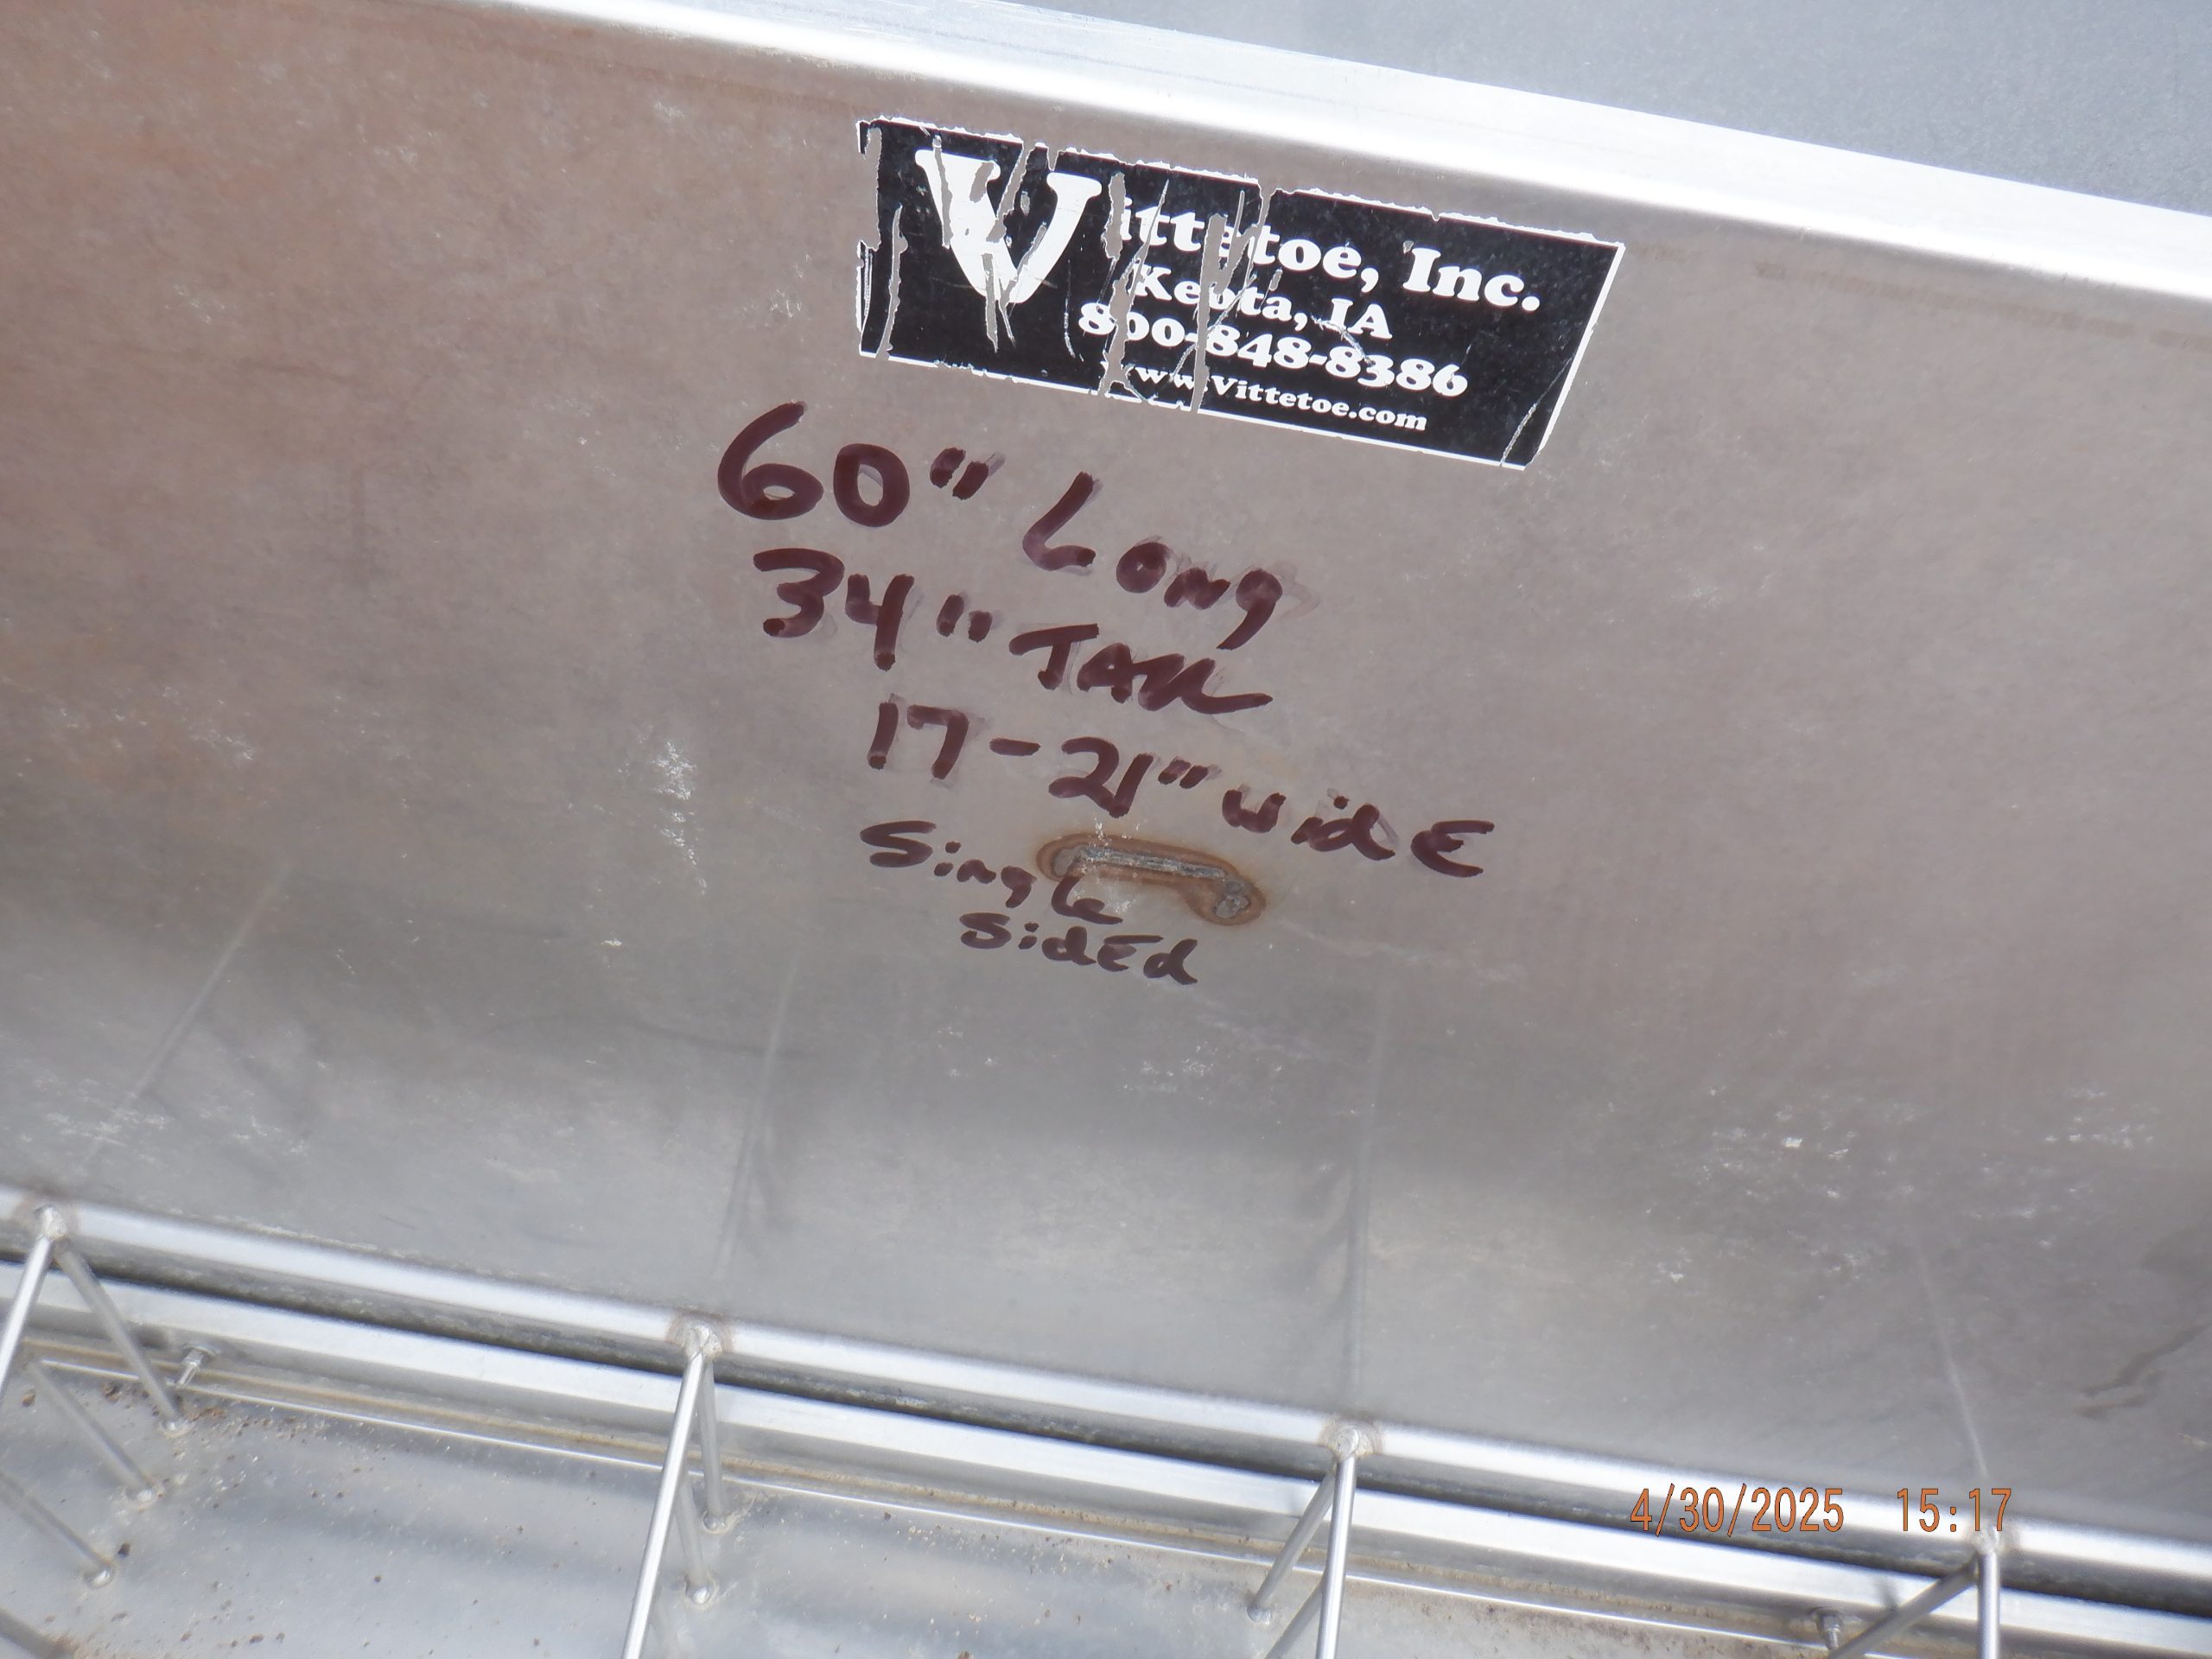 Vittetoe, Inc.
Keota, IA
800-848-8386
www.Vittetoe.com
60" Long
34" TAll
17-21" widE
Single
SidEd
4/30/2025 15:17